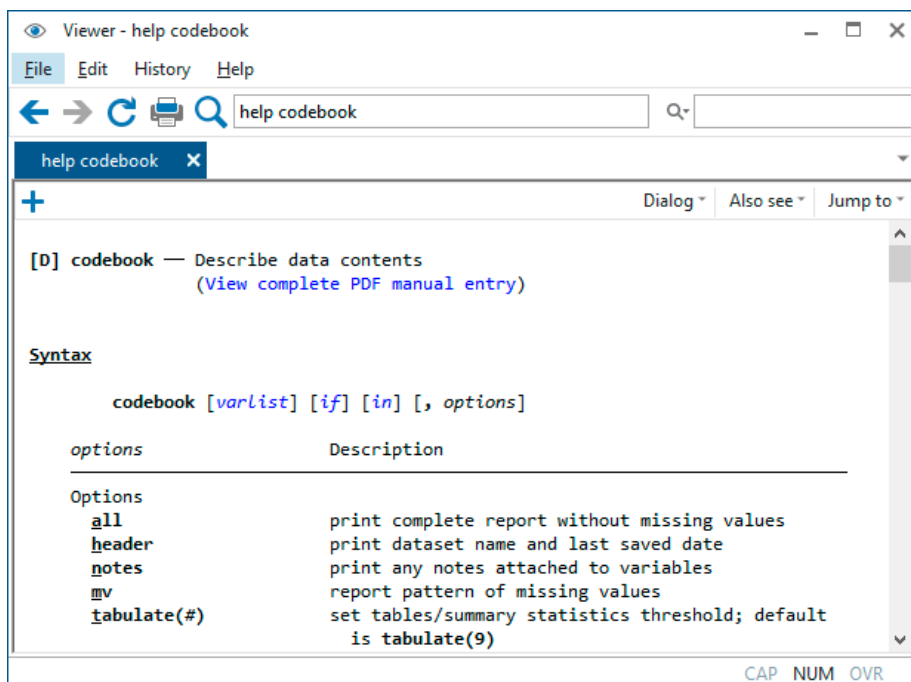 Viewer - help codebook
File Edit History Help
help codebook
help codebook
Dialog Also see Jump to
[D] codebook — Describe data contents
(View complete PDF manual entry)
Syntax
codebook [varlist] [if] [in] [, options]
options Description
Options
all print complete report without missing values
header print dataset name and last saved date
notes print any notes attached to variables
mv report pattern of missing values
tabulate(#) set tables/summary statistics threshold; default
is tabulate(9)
CAP NUM OVR